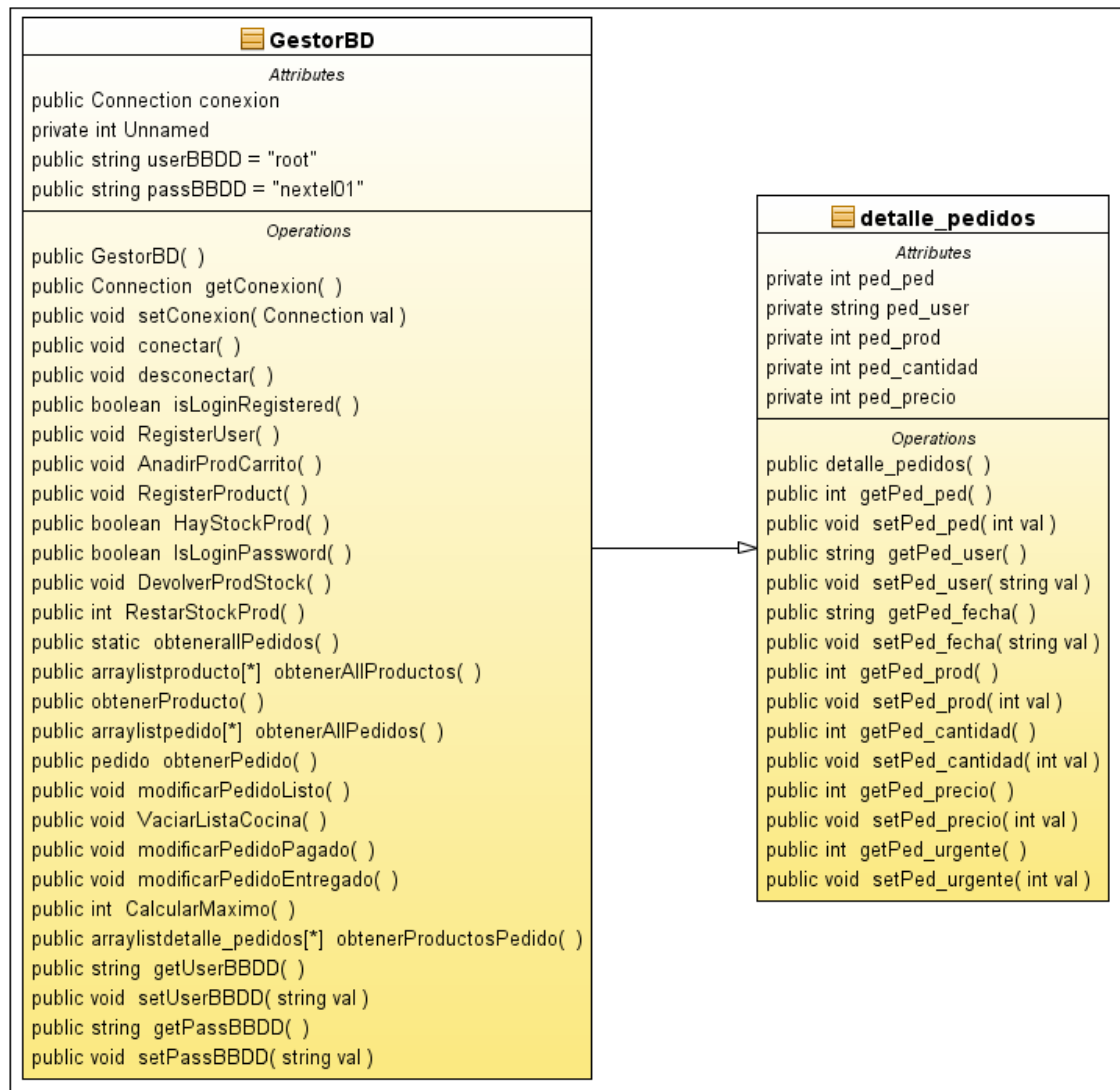 GestorBD
Attributes
public Connection conexion
private int Unnamed
public string userBBDD = "root"
public string passBBDD = "nextel01"
Operations
public GestorBD( )
public Connection getConexion( )
public void setConexion( Connection val )
public void conectar( )
public void desconectar( )
public boolean isLoginRegistered( )
public void RegisterUser( )
public void AnadirProdCarrito( )
public void RegisterProduct( )
public boolean HayStockProd( )
public boolean IsLoginPassword( )
public void DevolverProdStock( )
public int RestarStockProd( )
public static obtenerallPedidos( )
public arraylistproducto[*] obtenerAllProductos( )
public obtenerProducto( )
public arraylistpedido[*] obtenerAllPedidos( )
public pedido obtenerPedido( )
public void modificarPedidoListo( )
public void VaciarListaCocina( )
public void modificarPedidoPagado( )
public void modificarPedidoEntregado( )
public int CalcularMaximo( )
public arraylistdetalle_pedidos[*] obtenerProductosPedido( )
public string getUserBBDD( )
public void setUserBBDD( string val )
public string getPassBBDD( )
public void setPassBBDD( string val )
detalle_pedidos
Attributes
private int ped_ped
private string ped_user
private int ped_prod
private int ped_cantidad
private int ped_precio
Operations
public detalle_pedidos( )
public int getPed_ped( )
public void setPed_ped( int val )
public string getPed_user( )
public void setPed_user( string val )
public string getPed_fecha( )
public void setPed_fecha( string val )
public int getPed_prod( )
public void setPed_prod( int val )
public int getPed_cantidad( )
public void setPed_cantidad( int val )
public int getPed_precio( )
public void setPed_precio( int val )
public int getPed_urgente( )
public void setPed_urgente( int val )